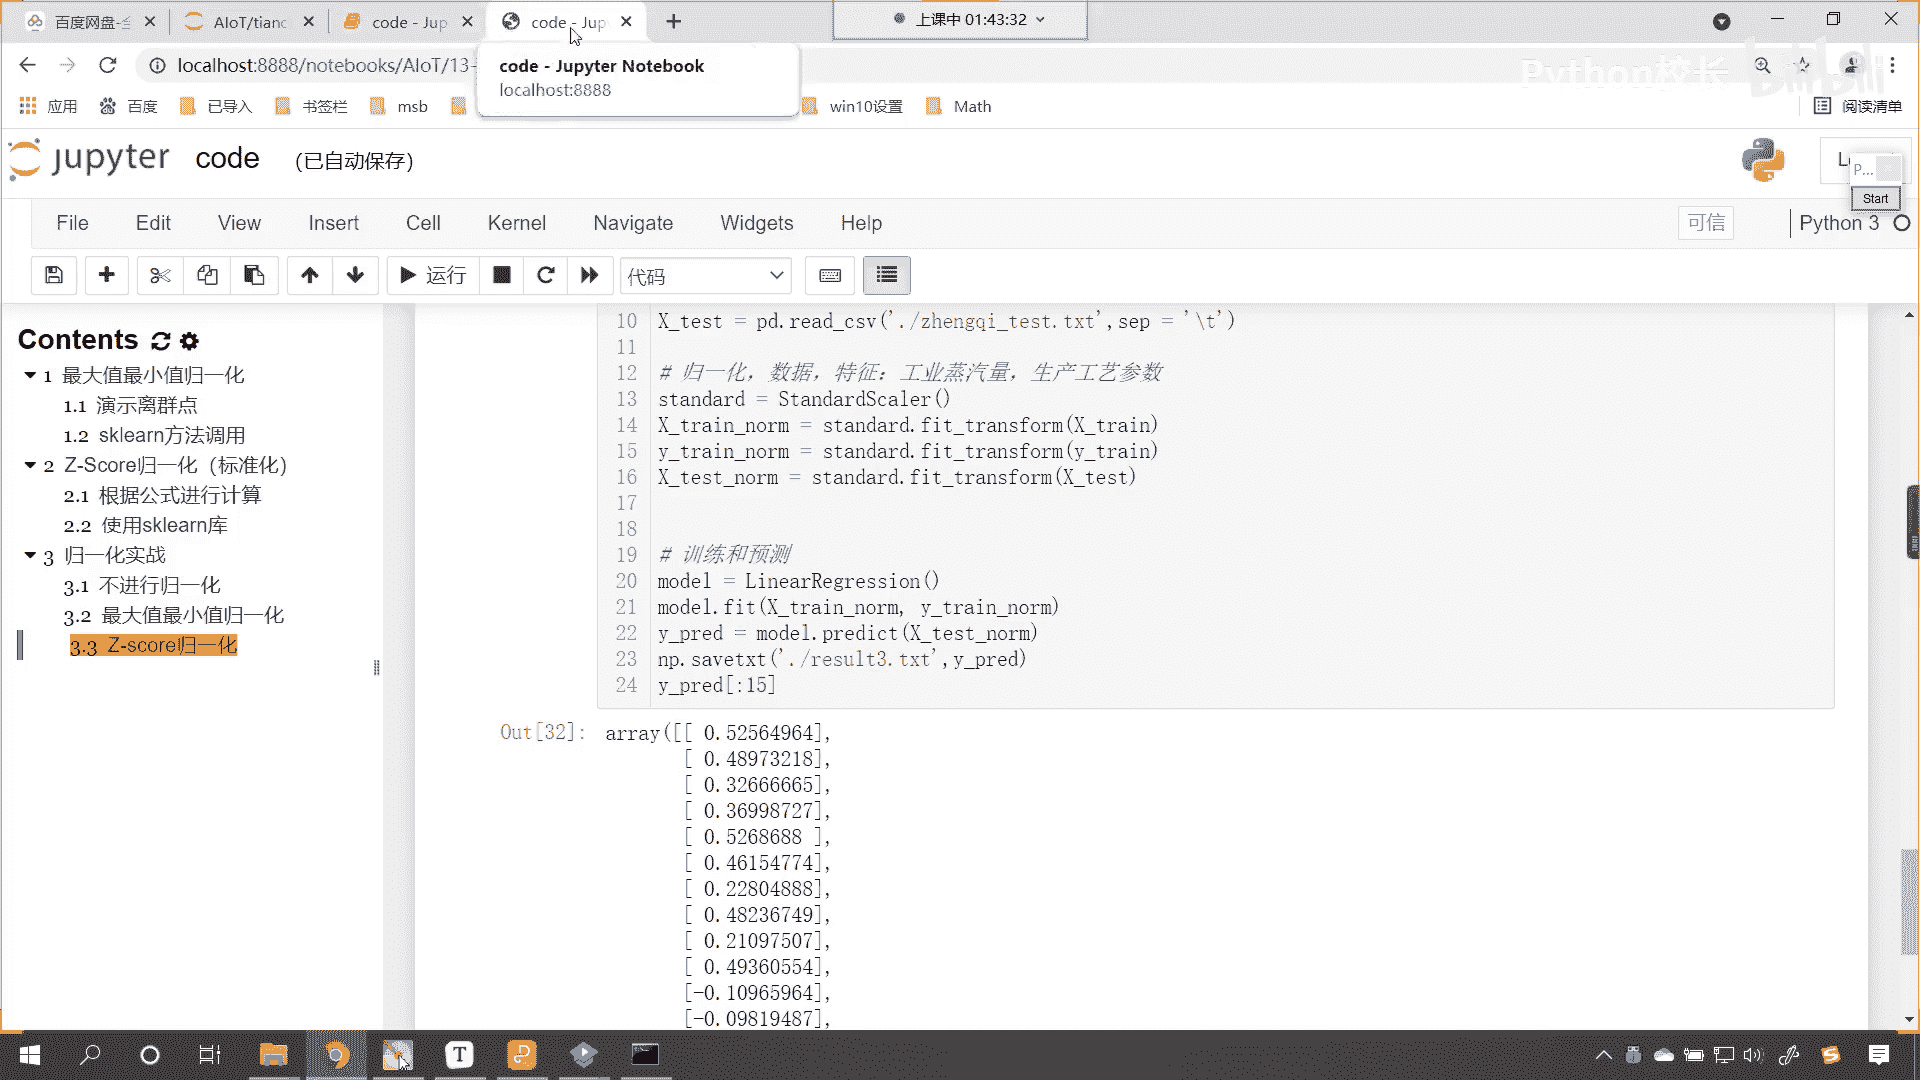 百度网盘-全
AIoT/tianc
code - Jup
code - Jup
上课中 01:43:32
localhost:8888/notebooks/AIoT/13-
code - Jupyter Notebook
localhost:8888
Python校长
bilibili
应用
百度
已导入
书签栏
msb
win10设置
Math
阅读清单
jupyter code (已自动保存)
P...
Start
File Edit View Insert Cell Kernel Navigate Widgets Help
可信
Python 3
运行
代码
Contents
1 最大值最小值归一化
1.1 演示离群点
1.2 sklearn方法调用
2 Z-Score归一化（标准化）
2.1 根据公式进行计算
2.2 使用sklearn库
3 归一化实战
3.1 不进行归一化
3.2 最大值最小值归一化
3.3 Z-score归一化
10 X_test = pd.read_csv('./zhengqi_test.txt',sep = '\t')
11
12 # 归一化，数据，特征：工业蒸汽量，生产工艺参数
13 standard = StandardScaler()
14 X_train_norm = standard.fit_transform(X_train)
15 y_train_norm = standard.fit_transform(y_train)
16 X_test_norm = standard.fit_transform(X_test)
17
18
19 # 训练和预测
20 model = LinearRegression()
21 model.fit(X_train_norm, y_train_norm)
22 y_pred = model.predict(X_test_norm)
23 np.savetxt('./result3.txt',y_pred)
24 y_pred[:15]
Out[32]: array([[ 0.52564964],
[ 0.48973218],
[ 0.32666665],
[ 0.36998727],
[ 0.5268688 ],
[ 0.46154774],
[ 0.22804888],
[ 0.48236749],
[ 0.21097507],
[ 0.49360554],
[-0.10965964],
[-0.09819487],